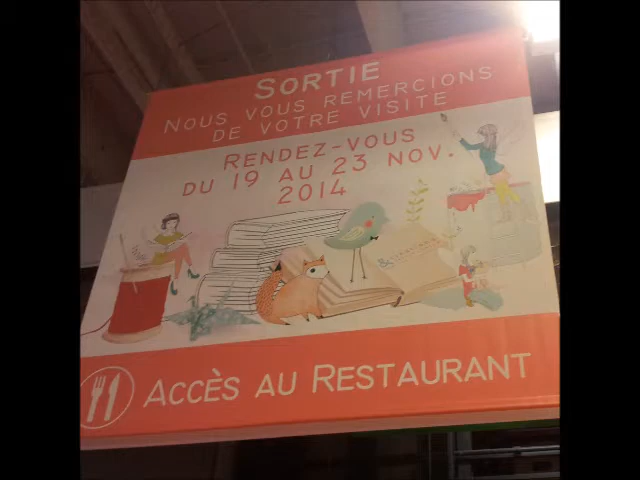 SORTIE
NOUS VOUS REMERCIONS
DE VOTRE VISITE
RENDEZ-VOUS
DU 19 AU 23 NOV.
2014
ACCÈS AU RESTAURANT